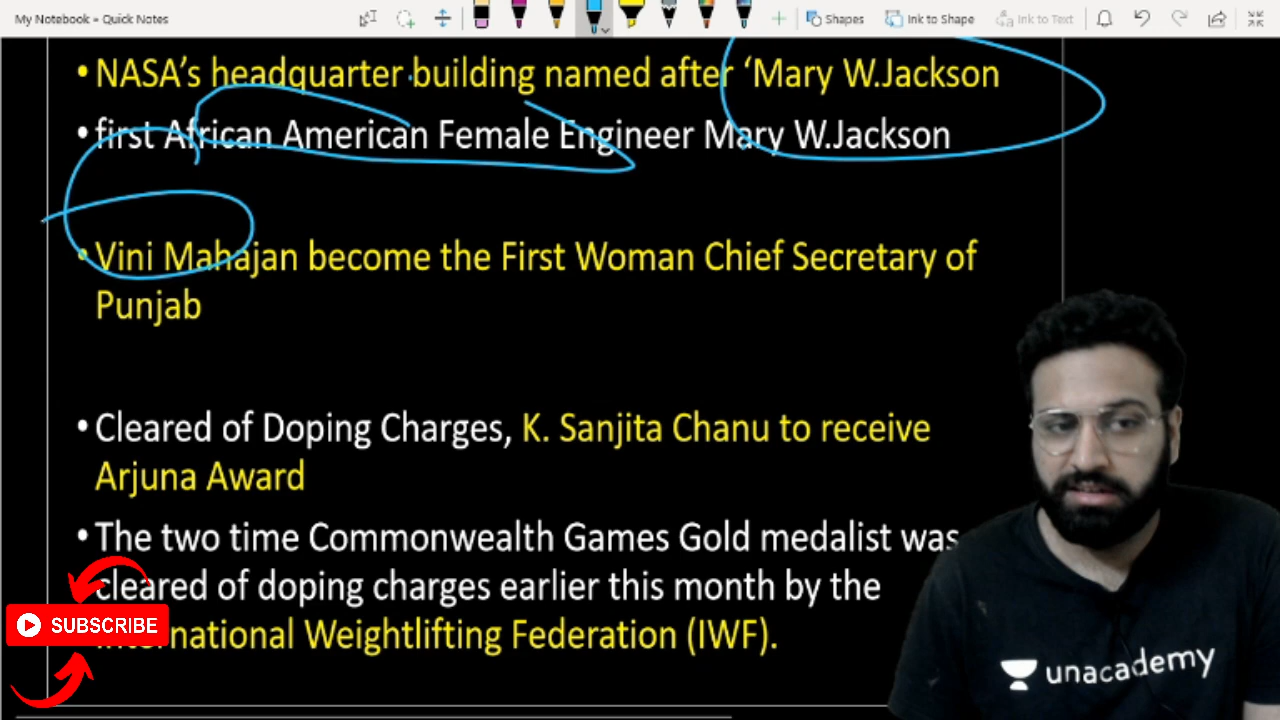 My Notebook » Quick Notes
Shapes
Ink to Shape
Ink to Text
• NASA’s headquarter building named after ‘Mary W.Jackson
• first African American Female Engineer Mary W.Jackson
• Vini Mahajan become the First Woman Chief Secretary of
Punjab
• Cleared of Doping Charges, K. Sanjita Chanu to receive
Arjuna Award
• The two time Commonwealth Games Gold medalist was
cleared of doping charges earlier this month by the
International Weightlifting Federation (IWF).
SUBSCRIBE
unacademy